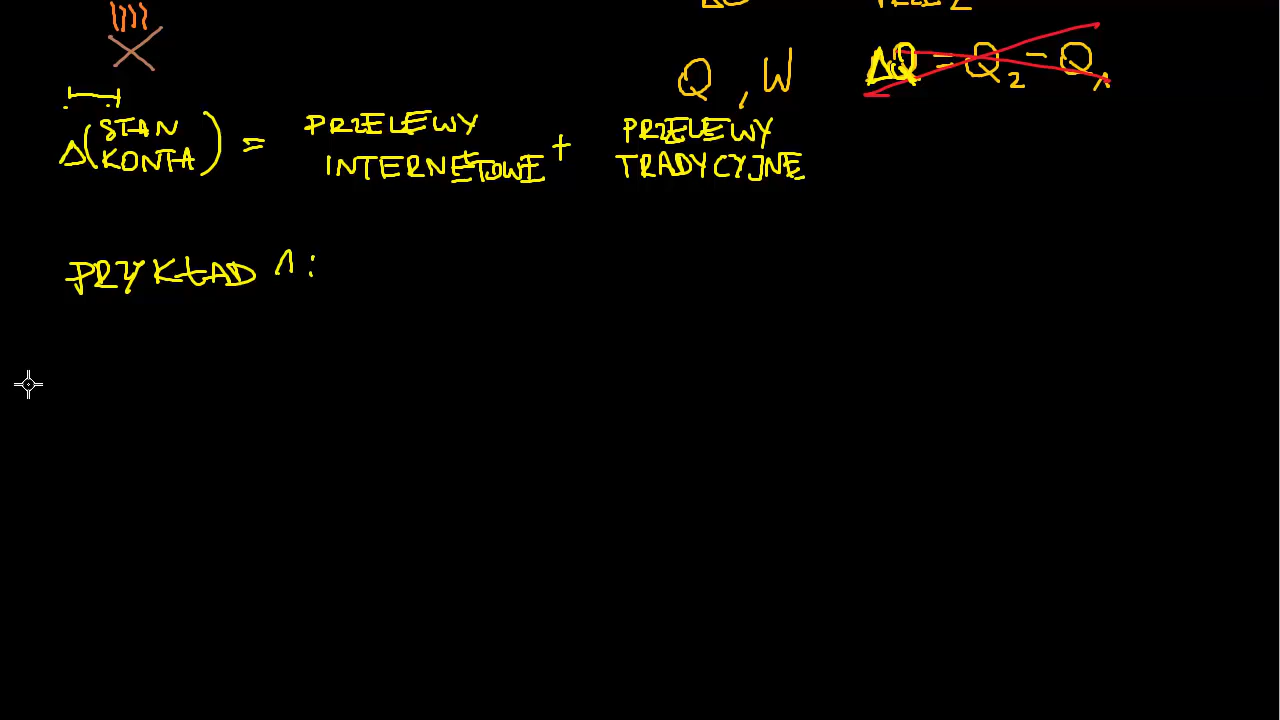 Q , W
ΔQ = Q₂ - Q₁
Δ(STAN KONTA) = PRZELEWY INTERNETOWE + PRZELEWY TRADYCYJNE
PRZYKŁAD 1: